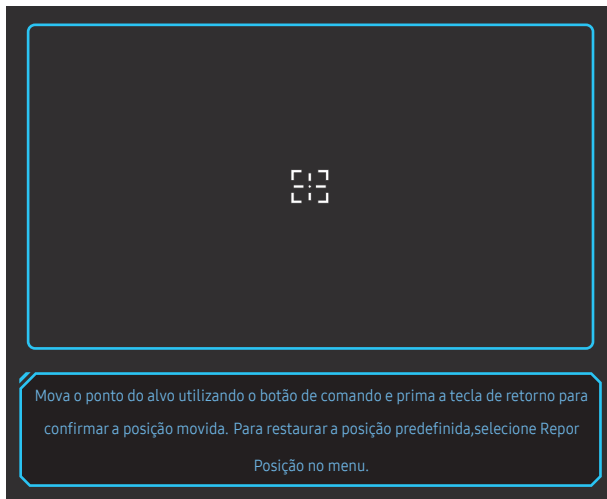 Mova o ponto do alvo utilizando o botão de comando e prima a tecla de retorno para
confirmar a posição movida. Para restaurar a posição predefinida,selecione Repor
Posição no menu.